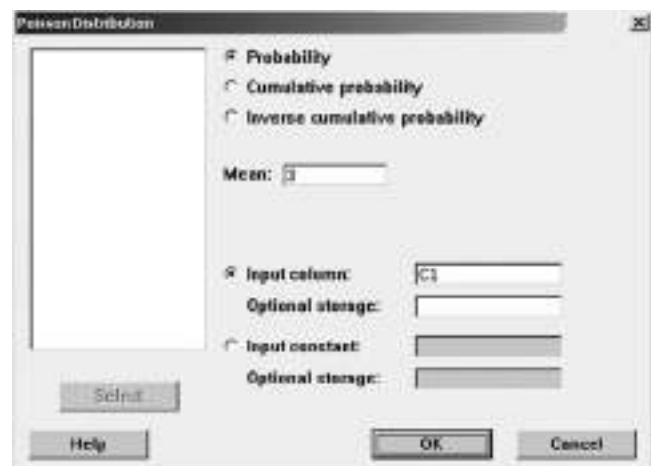 Poisson Distribution
Probability
Cumulative probability
Inverse cumulative probability
Mean: 3
Input column: C1
Optional storage:
Input constant:
Optional storage:
Select
Help
OK
Cancel